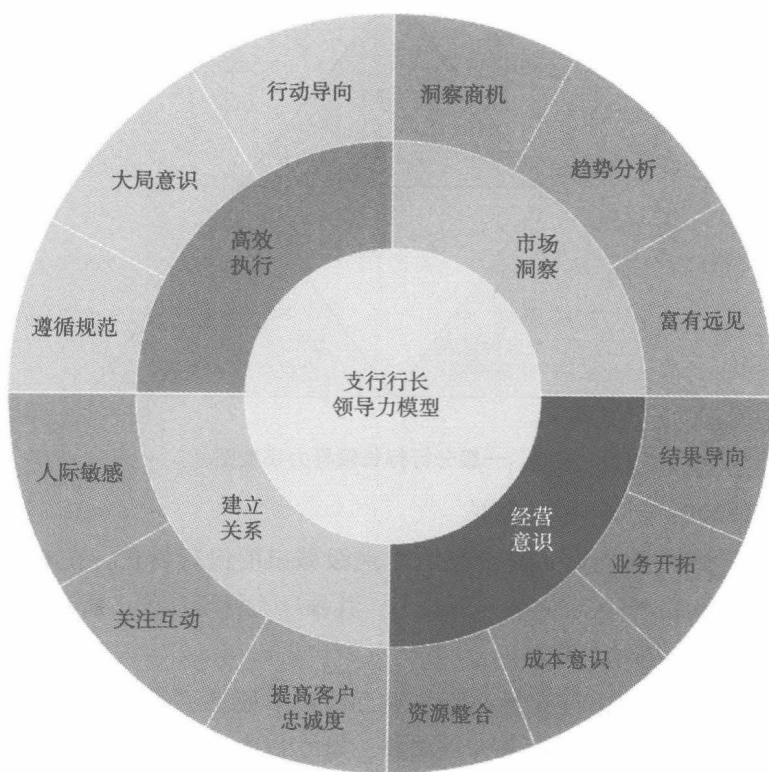 行动导向
洞察商机
大局意识
趋势分析
高效
执行
市场
洞察
遵循规范
富有远见
支行行长
领导力模型
人际敏感
结果导向
建立
关系
经营
意识
业务开拓
关注互动
成本意识
提高客户
忠诚度
资源整合